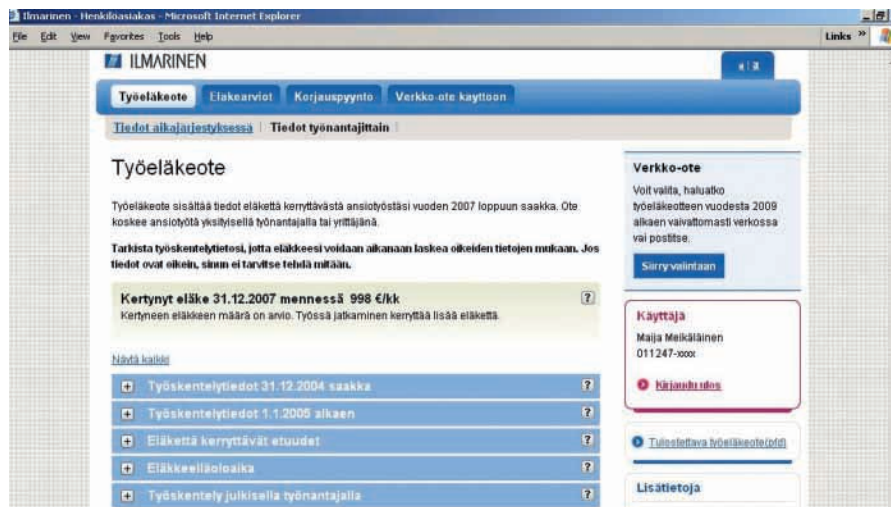 Ilmarinen - Henkilöasiakas - Microsoft Internet Explorer
File Edit View Favorites Tools Help
Links »
ILMARINEN
Työeläkeote Eläkearviot Korjauspyyntö Verkko-ote käyttöön
Tiedot aikajärjestyksessä | Tiedot työnantajittain |
Työeläkeote
Työeläkeote sisältää tiedot eläkettä kerryttävästä ansiotyöstäsi vuoden 2007 loppuun saakka. Ote
koskee ansiotyötä yksityisellä työnantajalla tai yrittäjänä.
Tarkista työskentelytietosi, jotta eläkkeesi voidaan aikanaan laskea oikeiden tietojen mukaan. Jos
tiedot ovat oikein, sinun ei tarvitse tehdä mitään.
Kertynyt eläke 31.12.2007 mennessä 998 €/kk ?
Kertyneen eläkkeen määrä on arvio. Työssä jatkaminen kerryttää lisää eläkettä.
Näytä kaikki
+ Työskentelytiedot 31.12.2004 saakka ?
+ Työskentelytiedot 1.1.2005 alkaen ?
+ Eläkettä kerryttävät etuudet ?
+ Eläkkeelläoloaika ?
+ Työskentely julkisella työnantajalla ?
Verkko-ote
Voit valita, haluatko
työeläkeotteen vuodesta 2009
alkaen vaivattomasti verkossa
vai postitse.
Siirry valintaan
Käyttäjä
Maija Meikäläinen
011247-xxxx
Kirjaudu ulos
Tulostettava työeläkeote(pfd)
Lisätietoja